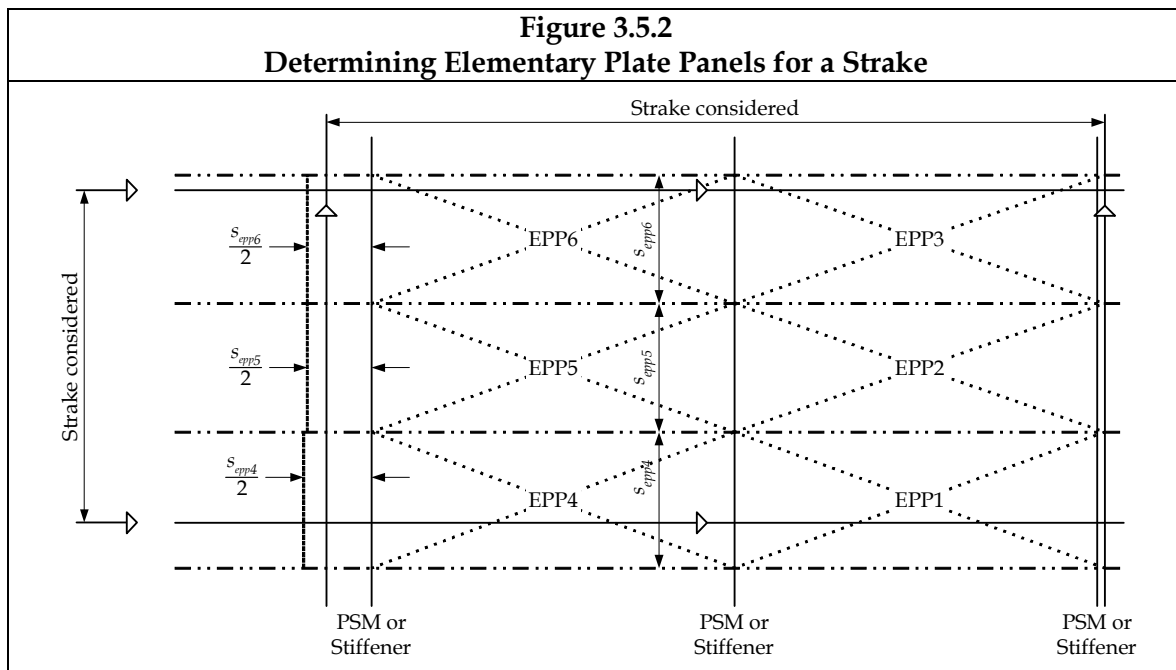 Figure 3.5.2
Determining Elementary Plate Panels for a Strake
Strake considered
Strake considered
s_epp6
2
EPP6
s_epp6
EPP3
s_epp5
2
EPP5
s_epp5
EPP2
s_epp4
2
EPP4
s_epp4
EPP1
PSM or
Stiffener
PSM or
Stiffener
PSM or
Stiffener